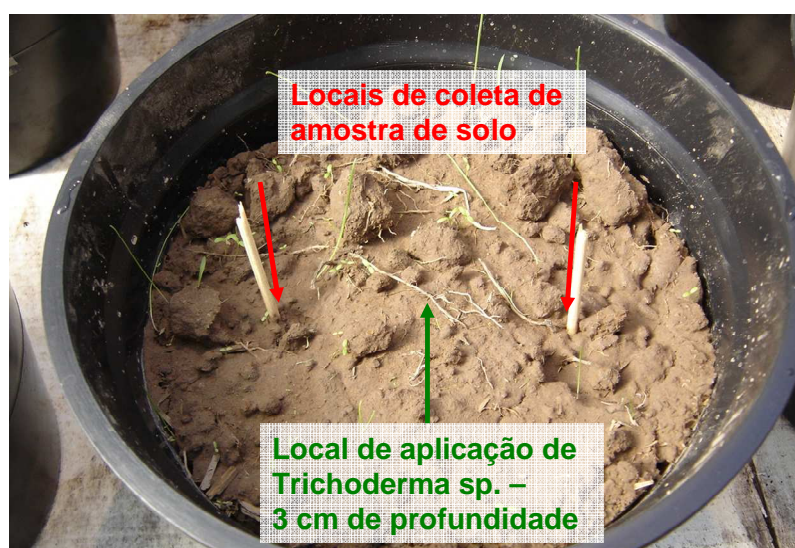 Locais de coleta de
amostra de solo
Local de aplicação de
Trichoderma sp. –
3 cm de profundidade